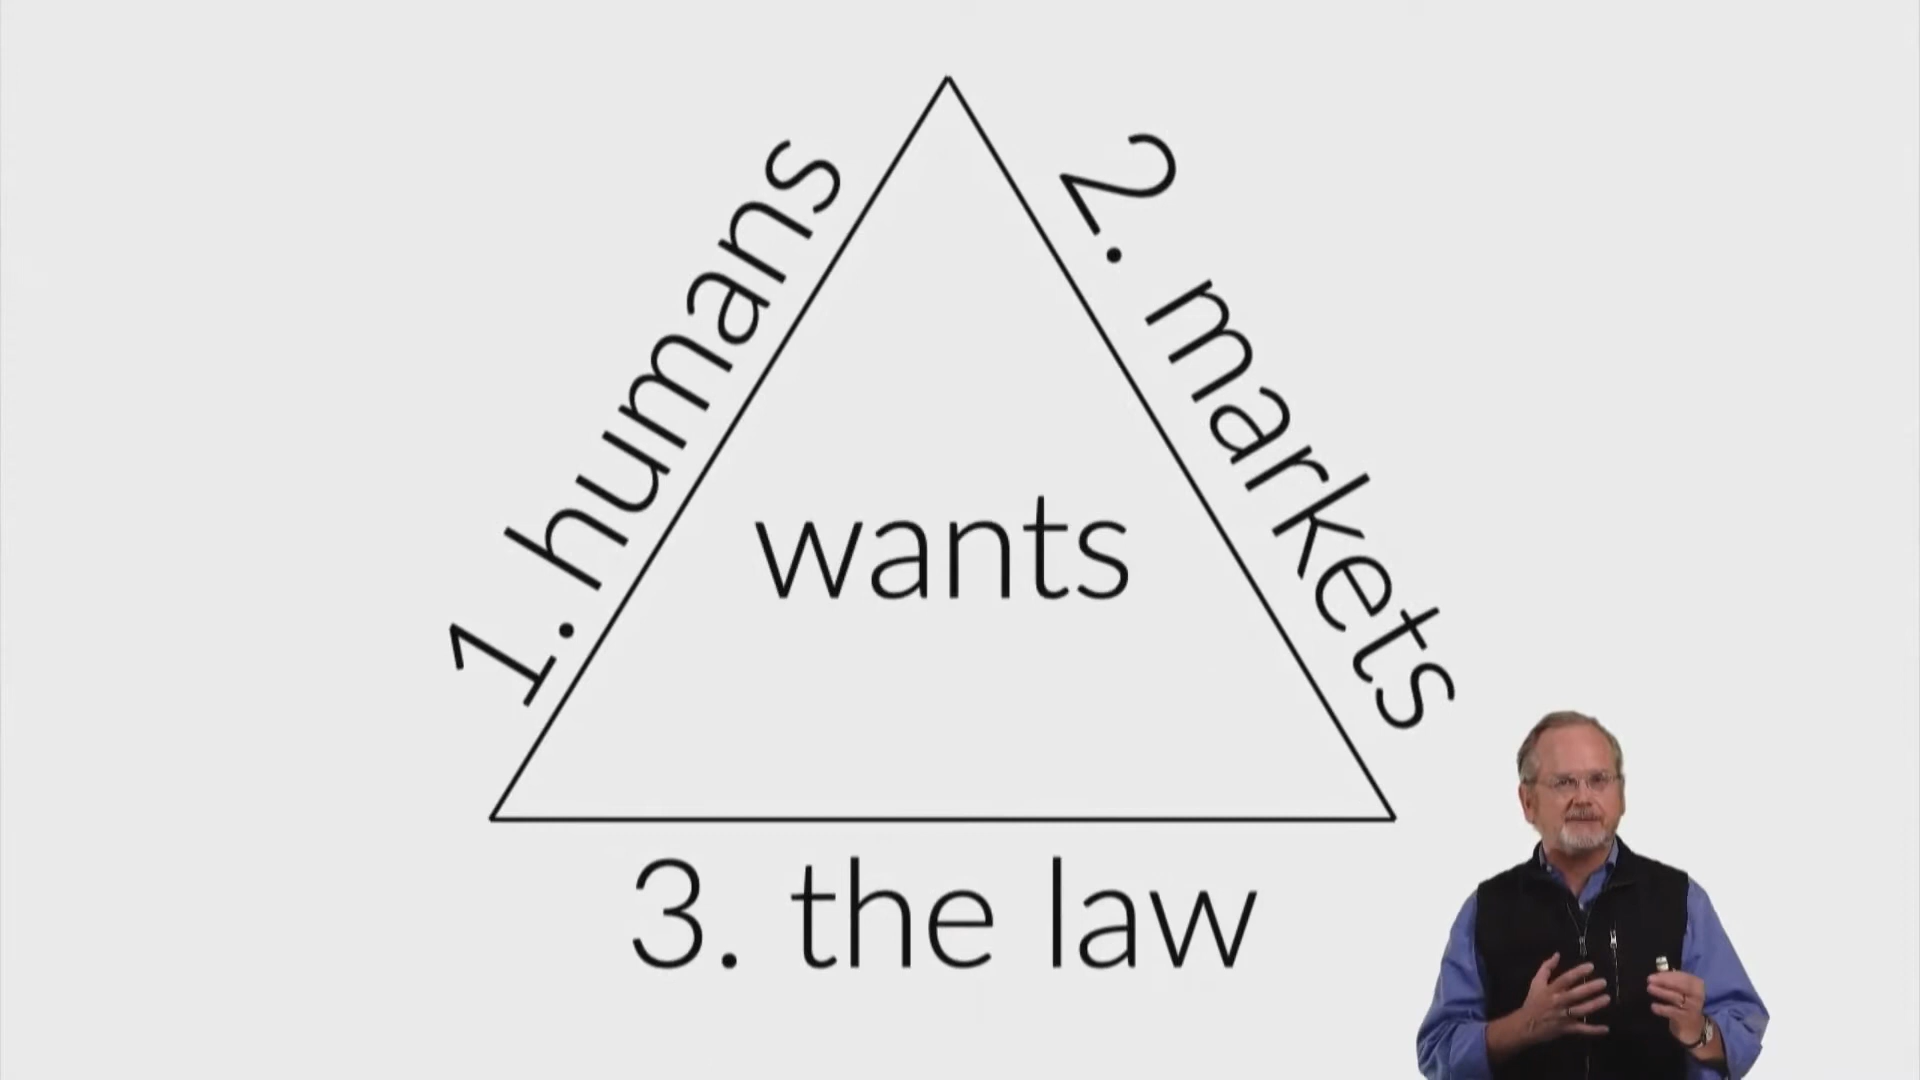 1. humans
2. markets
wants
3. the law